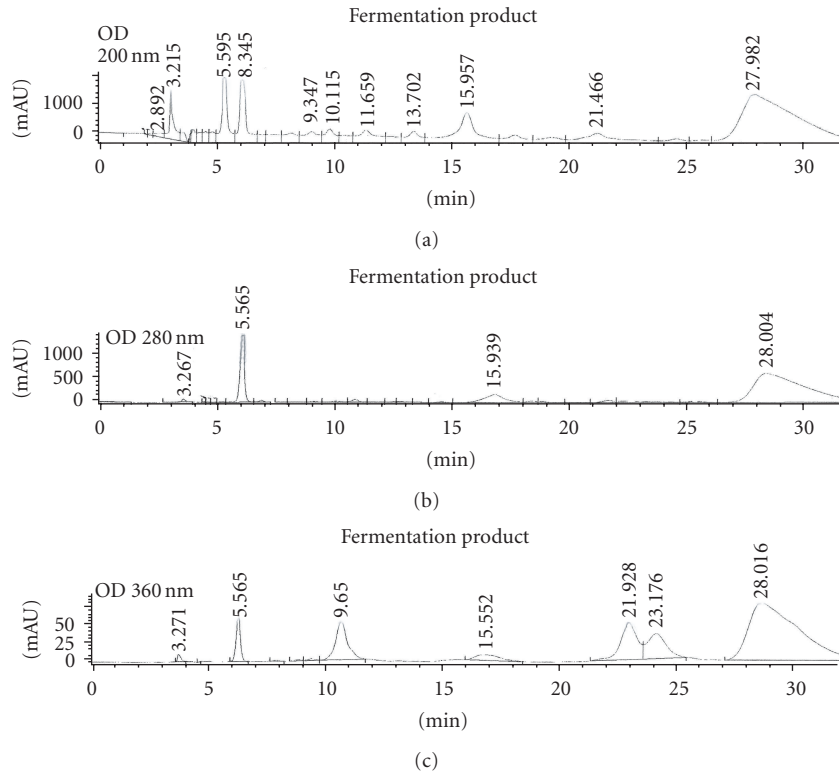 Fermentation product
OD
200 nm
2.892
3.215
5.595
8.345
9.347
10.115
11.659
13.702
15.957
21.466
27.982
(mAU)
1000
0
0 5 10 15 20 25 30
(min)
(a)
Fermentation product
OD 280 nm
3.267
5.565
15.939
28.004
(mAU)
1000
500
0
0 5 10 15 20 25 30
(min)
(b)
Fermentation product
OD 360 nm
3.271
5.565
9.65
15.552
21.928
23.176
28.016
(mAU)
50
25
0
0 5 10 15 20 25 30
(min)
(c)